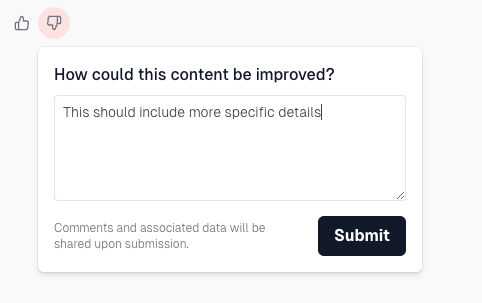 How could this content be improved?
This should include more specific details
Comments and associated data will be
shared upon submission.
Submit